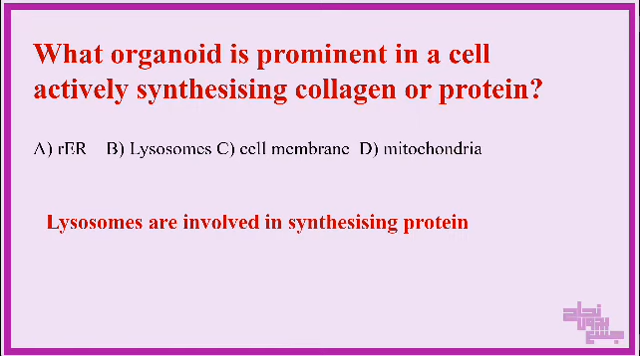 What organoid is prominent in a cell
actively synthesising collagen or protein?
A) rER B) Lysosomes C) cell membrane D) mitochondria
Lysosomes are involved in synthesising protein